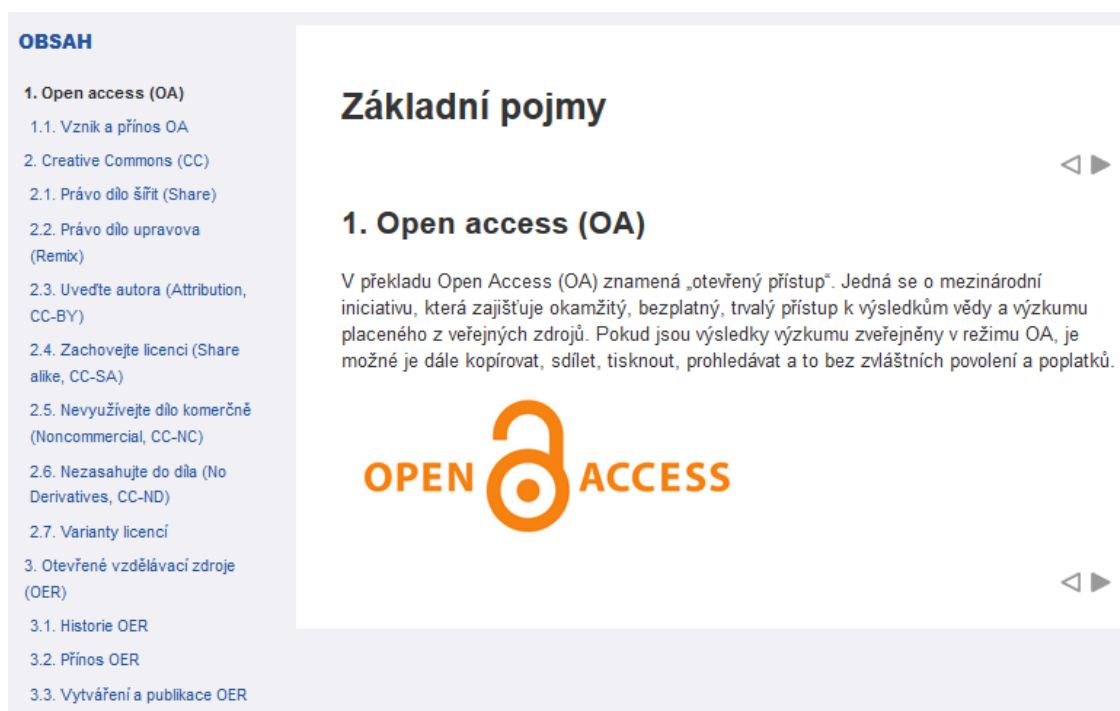 OBSAH
1. Open access (OA)
1.1. Vznik a přínos OA
2. Creative Commons (CC)
2.1. Právo dílo šířit (Share)
2.2. Právo dílo upravova
(Remix)
2.3. Uveďte autora (Attribution,
CC-BY)
2.4. Zachovejte licenci (Share
alike, CC-SA)
2.5. Nevyužívejte dílo komerčně
(Noncommercial, CC-NC)
2.6. Nezasahujte do díla (No
Derivatives, CC-ND)
2.7. Varianty licencí
3. Otevřené vzdělávací zdroje
(OER)
3.1. Historie OER
3.2. Přínos OER
3.3. Vytváření a publikace OER
Základní pojmy
1. Open access (OA)
V překladu Open Access (OA) znamená „otevřený přístup“. Jedná se o mezinárodní
iniciativu, která zajišťuje okamžitý, bezplatný, trvalý přístup k výsledkům vědy a výzkumu
placeného z veřejných zdrojů. Pokud jsou výsledky výzkumu zveřejněny v režimu OA, je
možné je dále kopírovat, sdílet, tisknout, prohledávat a to bez zvláštních povolení a poplatků.
OPEN ACCESS